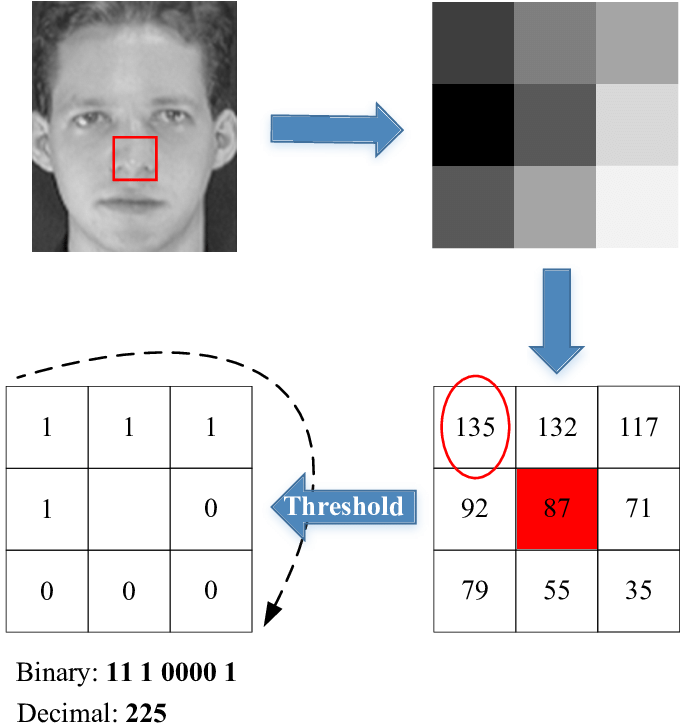 135 132 117
1 1 1
92 87 71
1 0
Threshold
79 55 35
0 0 0
Binary: 11 1 0000 1
Decimal: 225